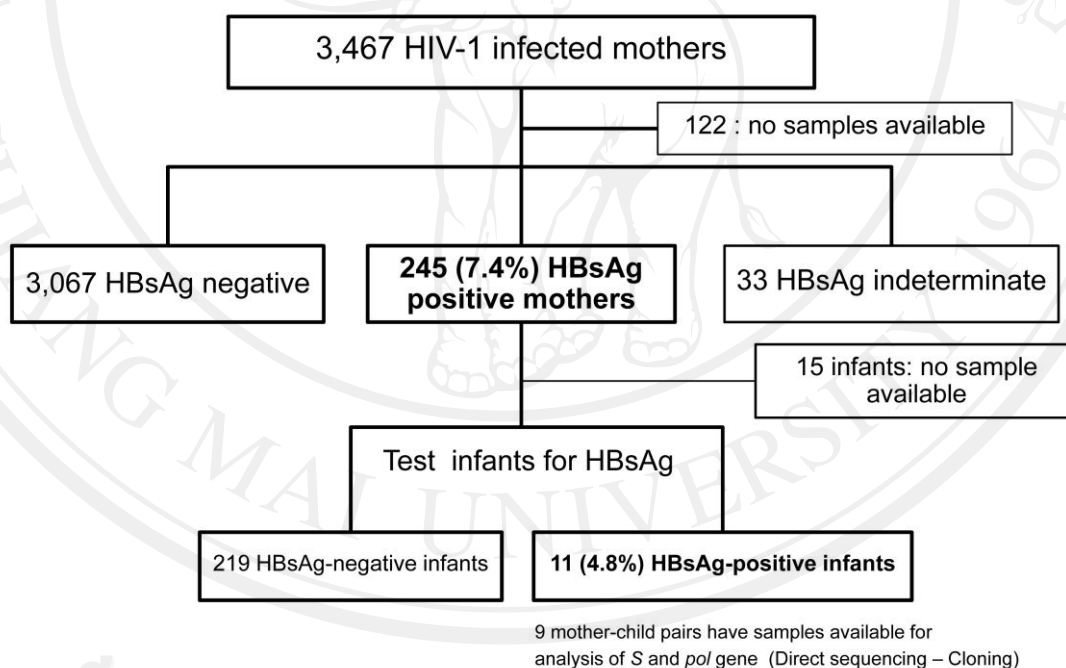 3,467 HIV-1 infected mothers
122 : no samples available
3,067 HBsAg negative
245 (7.4%) HBsAg
positive mothers
33 HBsAg indeterminate
15 infants: no sample
available
Test infants for HBsAg
219 HBsAg-negative infants
11 (4.8%) HBsAg-positive infants
9 mother-child pairs have samples available for
analysis of S and pol gene (Direct sequencing – Cloning)
MAI UNIVERSITY 1964